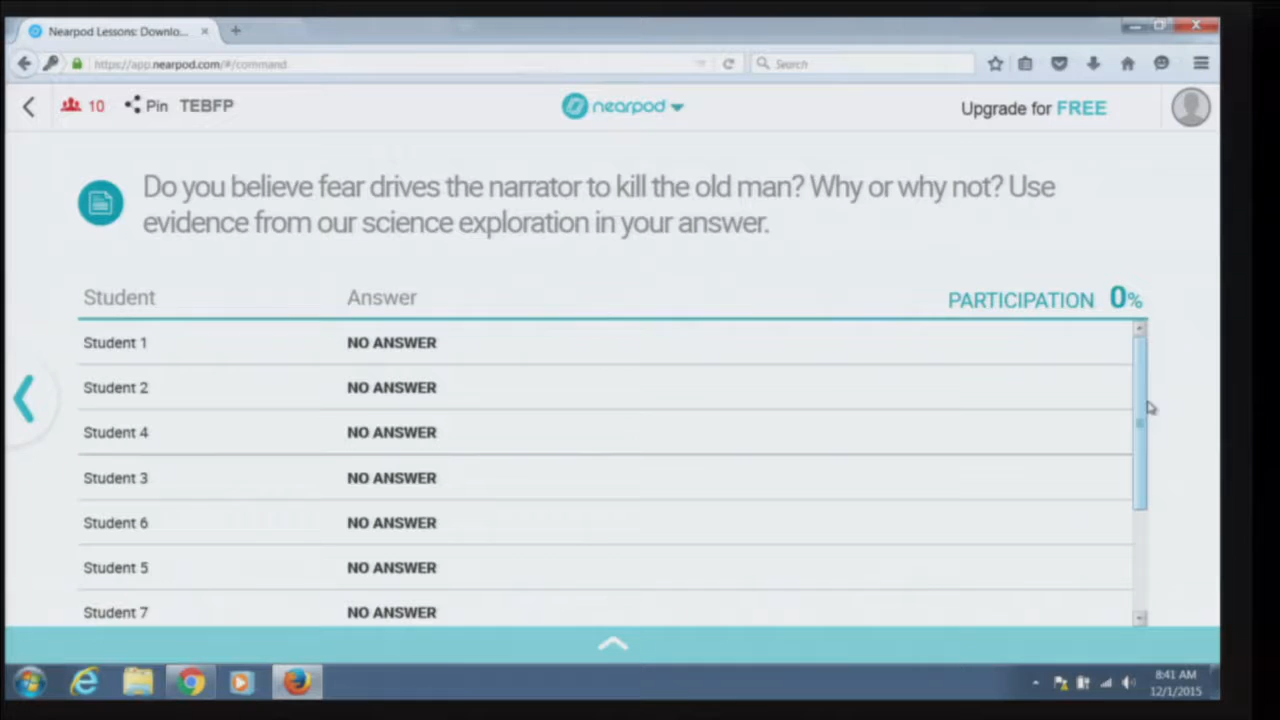 Nearpod Lessons: Downlo...
https://app.nearpod.com/#/command
Search
10
Pin TEBFP
nearpod
Upgrade for FREE
Do you believe fear drives the narrator to kill the old man? Why or why not? Use
evidence from our science exploration in your answer.
Student Answer PARTICIPATION 0%
Student 1 NO ANSWER
Student 2 NO ANSWER
Student 4 NO ANSWER
Student 3 NO ANSWER
Student 6 NO ANSWER
Student 5 NO ANSWER
Student 7 NO ANSWER
8:41 AM
12/1/2015